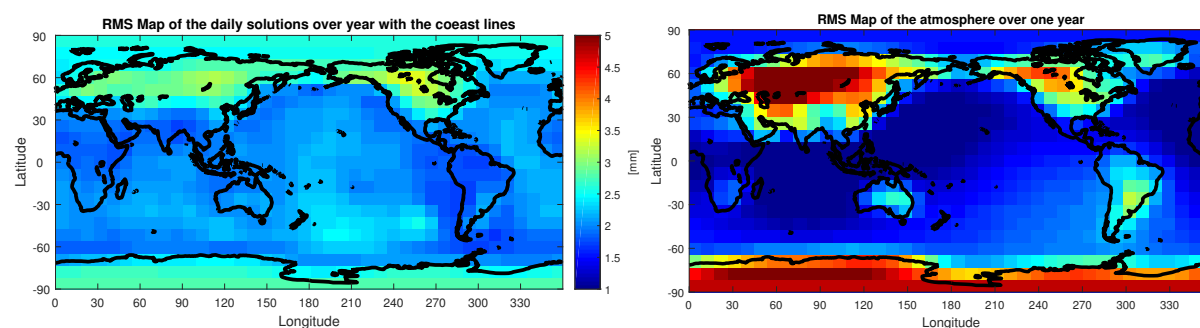 RMS Map of the daily solutions over year with the coeast lines
90
60
30
0
-30
-60
-90
Latitude
0 30 60 90 120 150 180 210 240 270 300 330
Longitude
5
4.5
4
3.5
3
2.5
2
1.5
1
[mm]
RMS Map of the atmosphere over one year
90
60
30
0
-30
-60
-90
Latitude
30 60 90 120 150 180 210 240 270 300 330
Longitude